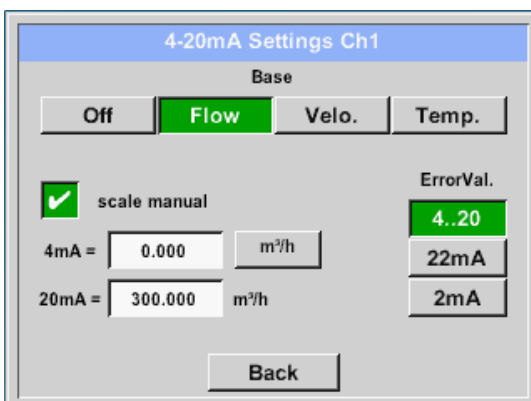 4-20mA Settings Ch1
Base
Off Flow Velo. Temp.
ErrorVal.
✔ scale manual
4..20
4mA = 0.000 m³/h
22mA
20mA = 300.000 m³/h
2mA
Back